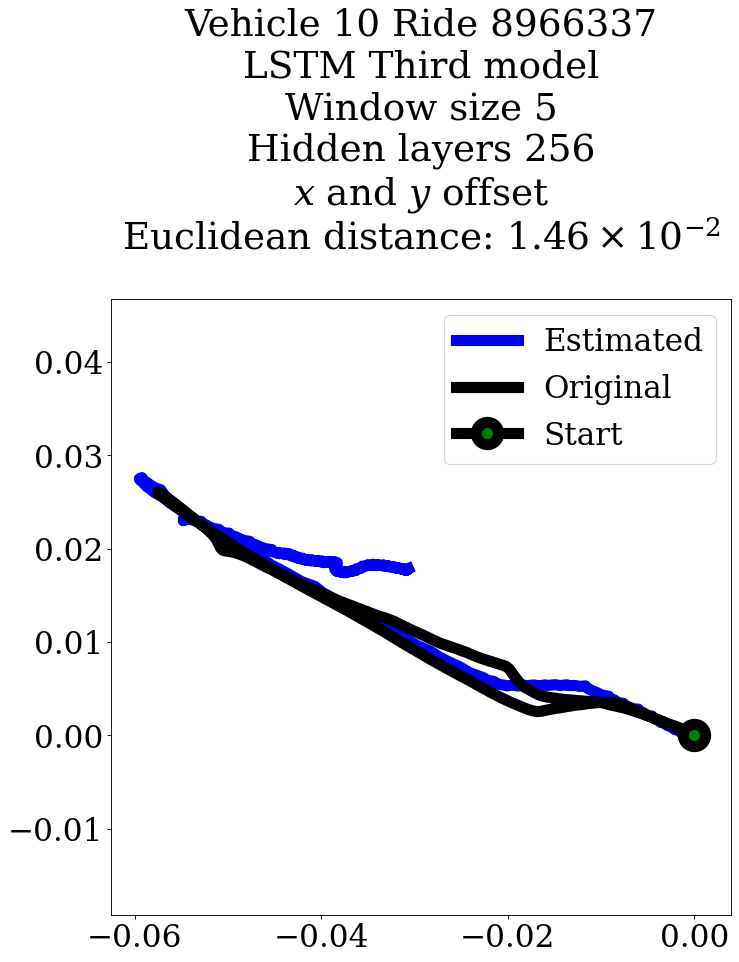 Vehicle 10 Ride 8966337
LSTM Third model
Window size 5
Hidden layers 256
x and y offset
Euclidean distance: 1.46 × 10⁻²
Estimated
Original
Start
0.04
0.03
0.02
0.01
0.00
−0.01
−0.06
−0.04
−0.02
0.00